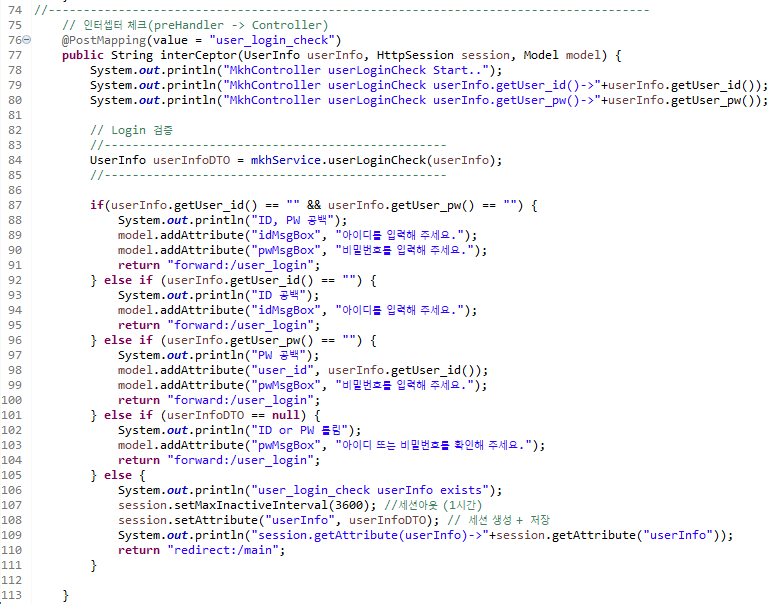 74 //-------------------------------------------------------------------------------------
75     // 인터셉터 체크(preHandler -> Controller)
76     @PostMapping(value = "user_login_check")
77     public String interCeptor(UserInfo userInfo, HttpSession session, Model model) {
78         System.out.println("MkhController userLoginCheck Start..");
79         System.out.println("MkhController userLoginCheck userInfo.getUser_id()->"+userInfo.getUser_id());
80         System.out.println("MkhController userLoginCheck userInfo.getUser_pw()->"+userInfo.getUser_pw());
81
82         // Login 검증
83         //-------------------------------------------------
84         UserInfo userInfoDTO = mkhService.userLoginCheck(userInfo);
85         //-------------------------------------------------
86
87         if(userInfo.getUser_id() == "" && userInfo.getUser_pw() == "") {
88             System.out.println("ID, PW 공백");
89             model.addAttribute("idMsgBox", "아이디를 입력해 주세요.");
90             model.addAttribute("pwMsgBox", "비밀번호를 입력해 주세요.");
91             return "forward:/user_login";
92         } else if (userInfo.getUser_id() == "") {
93             System.out.println("ID 공백");
94             model.addAttribute("idMsgBox", "아이디를 입력해 주세요.");
95             return "forward:/user_login";
96         } else if (userInfo.getUser_pw() == "") {
97             System.out.println("PW 공백");
98             model.addAttribute("user_id", userInfo.getUser_id());
99             model.addAttribute("pwMsgBox", "비밀번호를 입력해 주세요.");
100             return "forward:/user_login";
101         } else if (userInfoDTO == null) {
102             System.out.println("ID or PW 틀림");
103             model.addAttribute("pwMsgBox", "아이디 또는 비밀번호를 확인해 주세요.");
104             return "forward:/user_login";
105         } else {
106             System.out.println("user_login_check userInfo exists");
107             session.setMaxInactiveInterval(3600); //세션아웃 (1시간)
108             session.setAttribute("userInfo", userInfoDTO); // 세션 생성 + 저장
109             System.out.println("session.getAttribute(userInfo)->"+session.getAttribute("userInfo"));
110             return "redirect:/main";
111         }
112
113     }